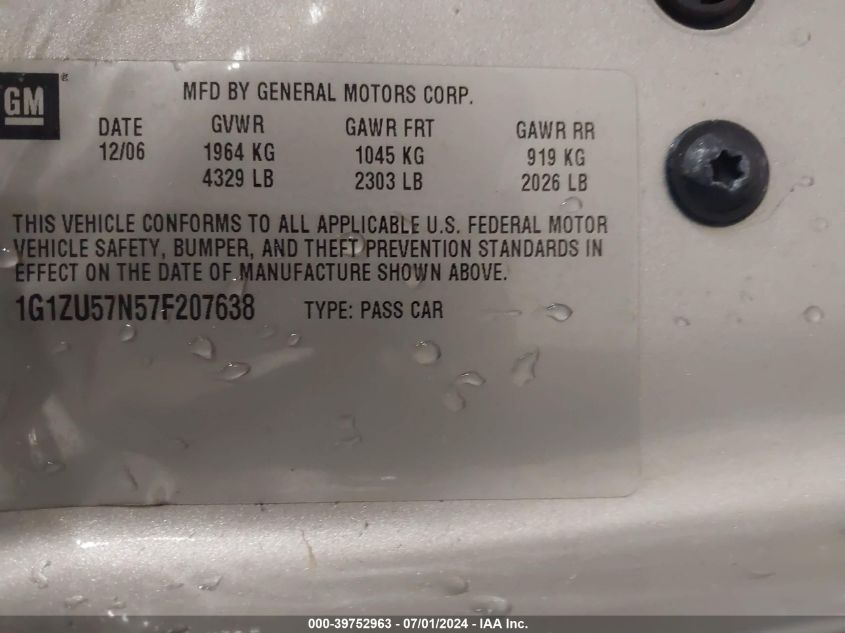 GM
MFD BY GENERAL MOTORS CORP.
DATE GVWR GAWR FRT GAWR RR
12/06 1964 KG 1045 KG 919 KG
4329 LB 2303 LB 2026 LB
THIS VEHICLE CONFORMS TO ALL APPLICABLE U.S. FEDERAL MOTOR
VEHICLE SAFETY, BUMPER, AND THEFT PREVENTION STANDARDS IN
EFFECT ON THE DATE OF MANUFACTURE SHOWN ABOVE.
1G1ZU57N57F207638 TYPE: PASS CAR
000-39752963 - 07/01/2024 - IAA Inc.